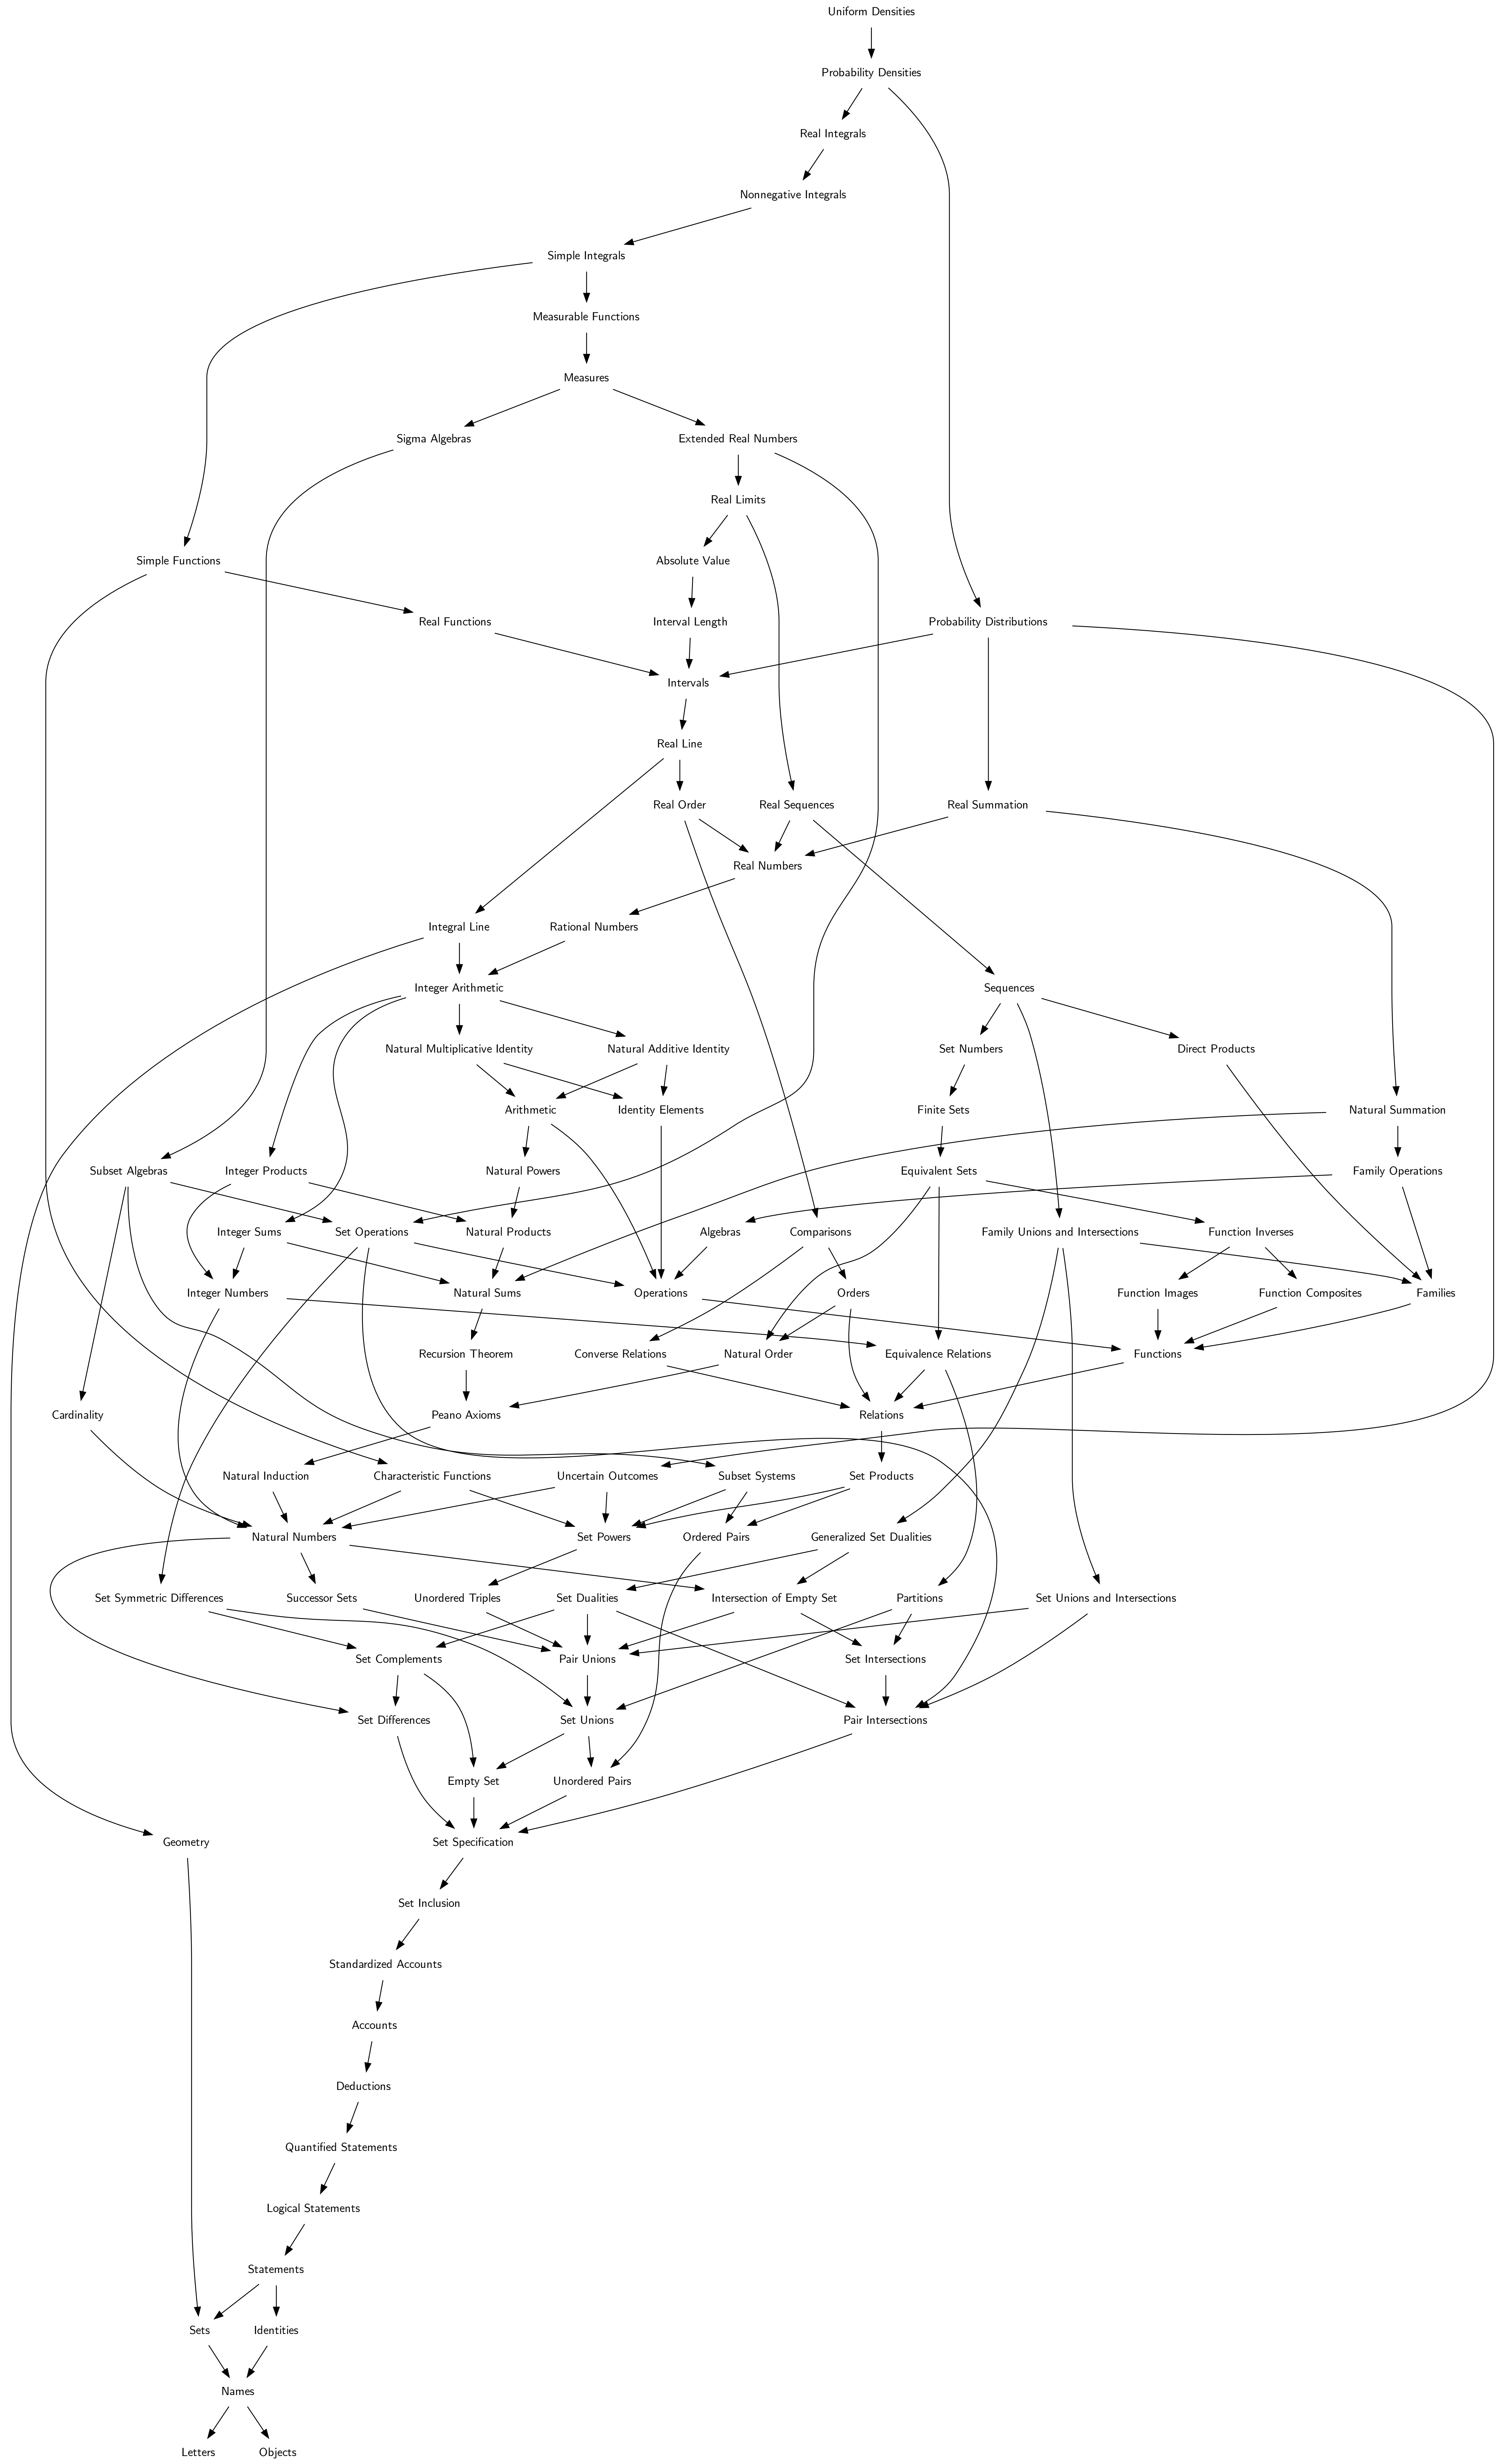 Uniform Densities
Probability Densities
Real Integrals
Nonnegative Integrals
Simple Integrals
Measurable Functions
Measures
Sigma Algebras
Extended Real Numbers
Real Limits
Simple Functions
Absolute Value
Real Functions
Interval Length
Probability Distributions
Intervals
Real Line
Real Order
Real Sequences
Real Summation
Real Numbers
Integral Line
Rational Numbers
Integer Arithmetic
Sequences
Natural Multiplicative Identity
Natural Additive Identity
Set Numbers
Direct Products
Arithmetic
Identity Elements
Finite Sets
Natural Summation
Subset Algebras
Integer Products
Natural Powers
Equivalent Sets
Family Operations
Integer Sums
Set Operations
Natural Products
Algebras
Comparisons
Family Unions and Intersections
Function Inverses
Integer Numbers
Natural Sums
Operations
Orders
Function Images
Function Composites
Families
Recursion Theorem
Converse Relations
Natural Order
Equivalence Relations
Functions
Cardinality
Peano Axioms
Relations
Natural Induction
Characteristic Functions
Uncertain Outcomes
Subset Systems
Set Products
Natural Numbers
Set Powers
Ordered Pairs
Generalized Set Dualities
Set Symmetric Differences
Successor Sets
Unordered Triples
Set Dualities
Intersection of Empty Set
Partitions
Set Unions and Intersections
Set Complements
Pair Unions
Set Intersections
Set Differences
Set Unions
Pair Intersections
Empty Set
Unordered Pairs
Geometry
Set Specification
Set Inclusion
Standardized Accounts
Accounts
Deductions
Quantified Statements
Logical Statements
Statements
Sets
Identities
Names
Letters
Objects